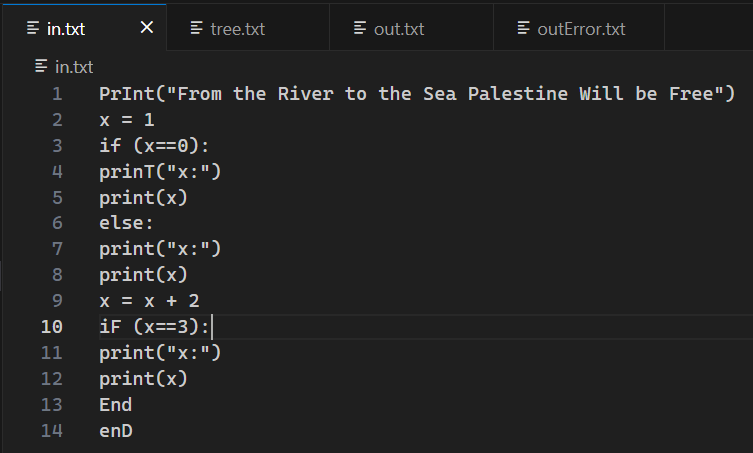 in.txt
tree.txt
out.txt
outError.txt
in.txt
1 PrInt("From the River to the Sea Palestine Will be Free")
2 x = 1
3 if (x==0):
4 prinT("x:")
5 print(x)
6 else:
7 print("x:")
8 print(x)
9 x = x + 2
10 iF (x==3):
11 print("x:")
12 print(x)
13 End
14 enD